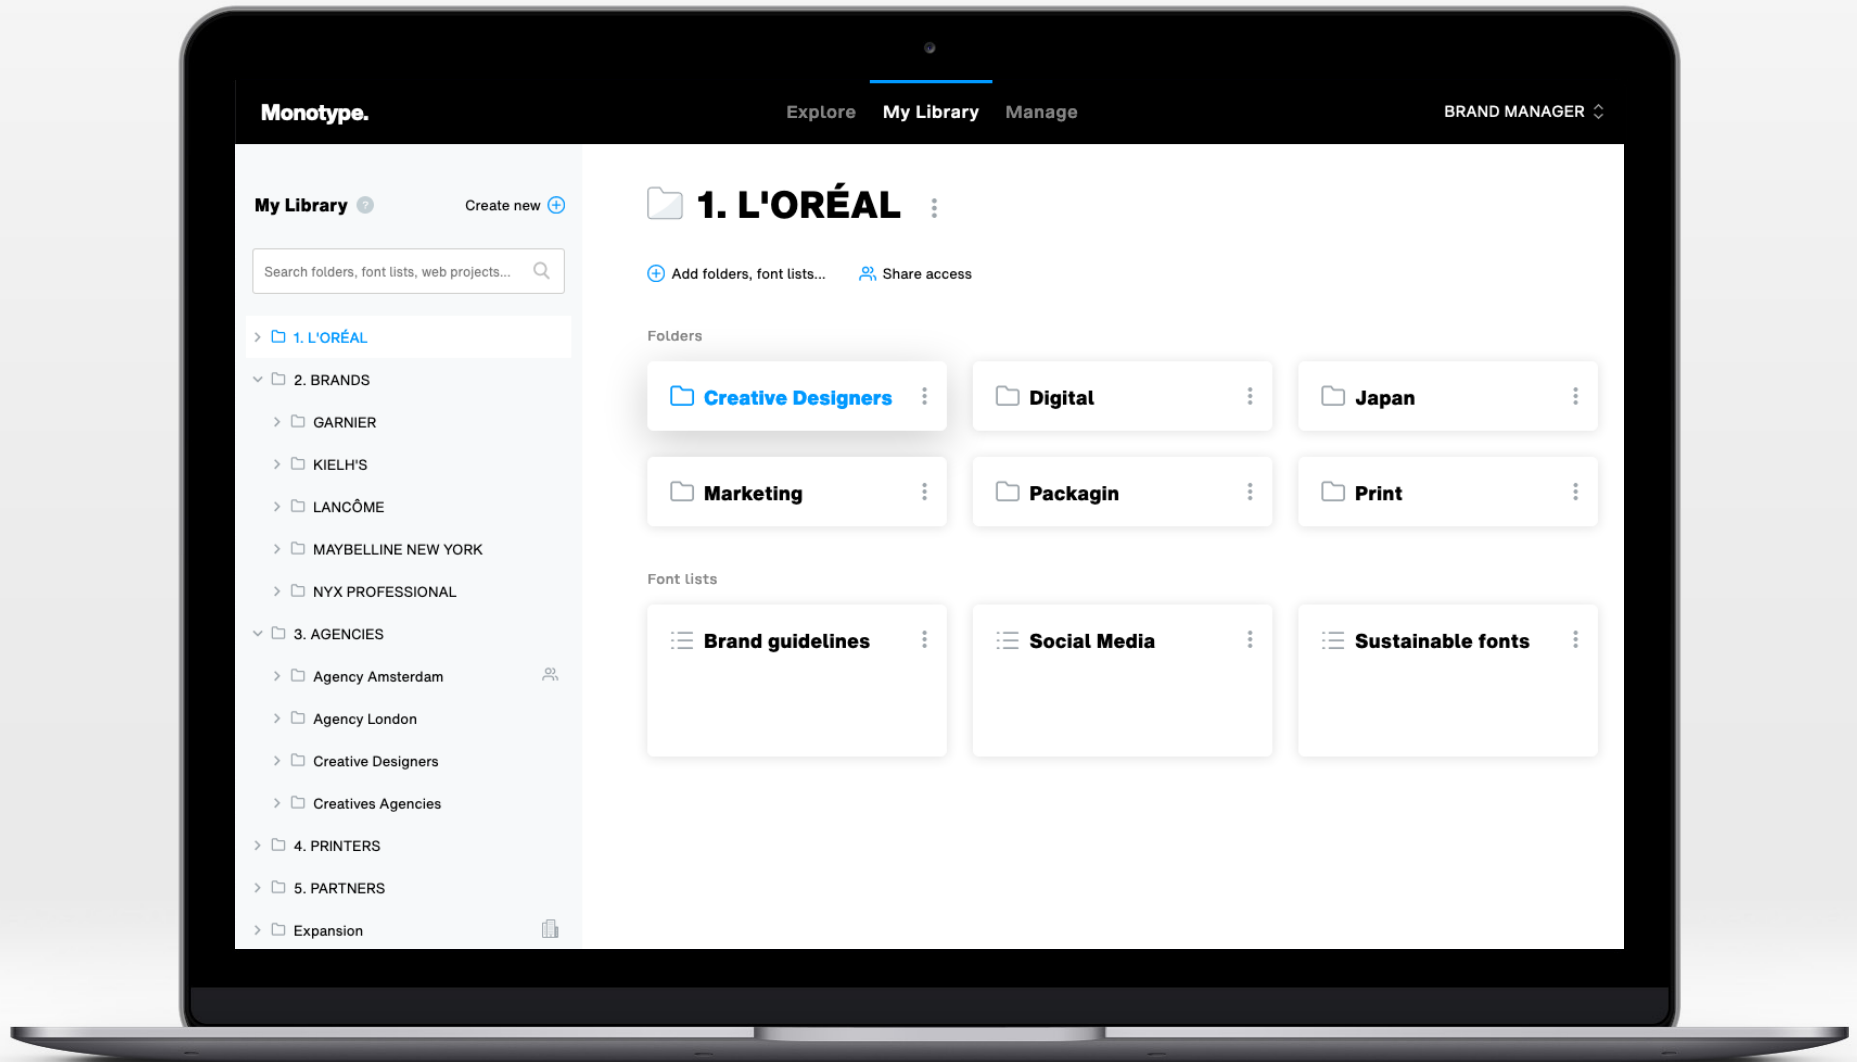 Monotype.
Explore My Library Manage
BRAND MANAGER
My Library ?
Create new
Search folders, font lists, web projects...
1. L'ORÉAL
2. BRANDS
GARNIER
KIELH'S
LANCÔME
MAYBELLINE NEW YORK
NYX PROFESSIONAL
3. AGENCIES
Agency Amsterdam
Agency London
Creative Designers
Creatives Agencies
4. PRINTERS
5. PARTNERS
Expansion
1. L'ORÉAL
Add folders, font lists... Share access
Folders
Creative Designers
Digital
Japan
Marketing
Packagin
Print
Font lists
Brand guidelines
Social Media
Sustainable fonts